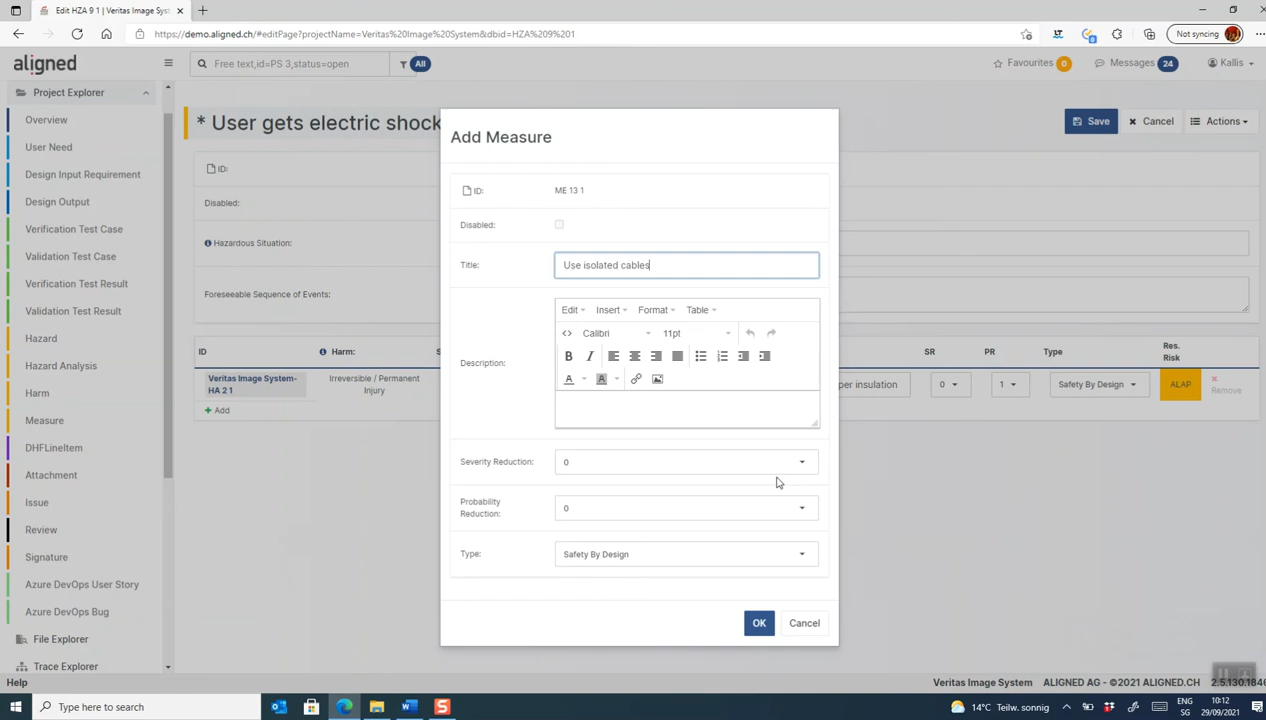 Edit HZA 9 1 | Veritas Image Syst
https://demo.aligned.ch/#editPage?projectName=Veritas%20Image%20System&dbid=HZA%209%201
Not syncing
aligned
Free text,id=PS 3,status=open
All
Favourites 0
Messages 24
Kallis
Project Explorer
Overview
User Need
Design Input Requirement
Design Output
Verification Test Case
Validation Test Case
Verification Test Result
Validation Test Result
Hazard
Hazard Analysis
Harm
Measure
DHFLineItem
Attachment
Issue
Review
Signature
Azure DevOps User Story
Azure DevOps Bug
File Explorer
Trace Explorer
Help
* User gets electric shock
Save
Cancel
Actions
ID:
Disabled:
Hazardous Situation:
Foreseeable Sequence of Events:
ID
Harm:
S
SR
PR
Type
Res.
Risk
Veritas Image System-
HA 2 1
Irreversible / Permanent
Injury
per insulation
0
1
Safety By Design
ALAP
Remove
Add
Add Measure
ID:
ME 13 1
Disabled:
Title:
Use isolated cables
Description:
Edit
Insert
Format
Table
Calibri
11pt
B
I
A
A
Severity Reduction:
0
Probability
Reduction:
0
Type:
Safety By Design
OK
Cancel
Veritas Image System
ALIGNED AG - ©2021 ALIGNED.CH
2.5.130.1846
Type here to search
14°C Teilw. sonnig
ENG
SG
10:12
29/09/2021